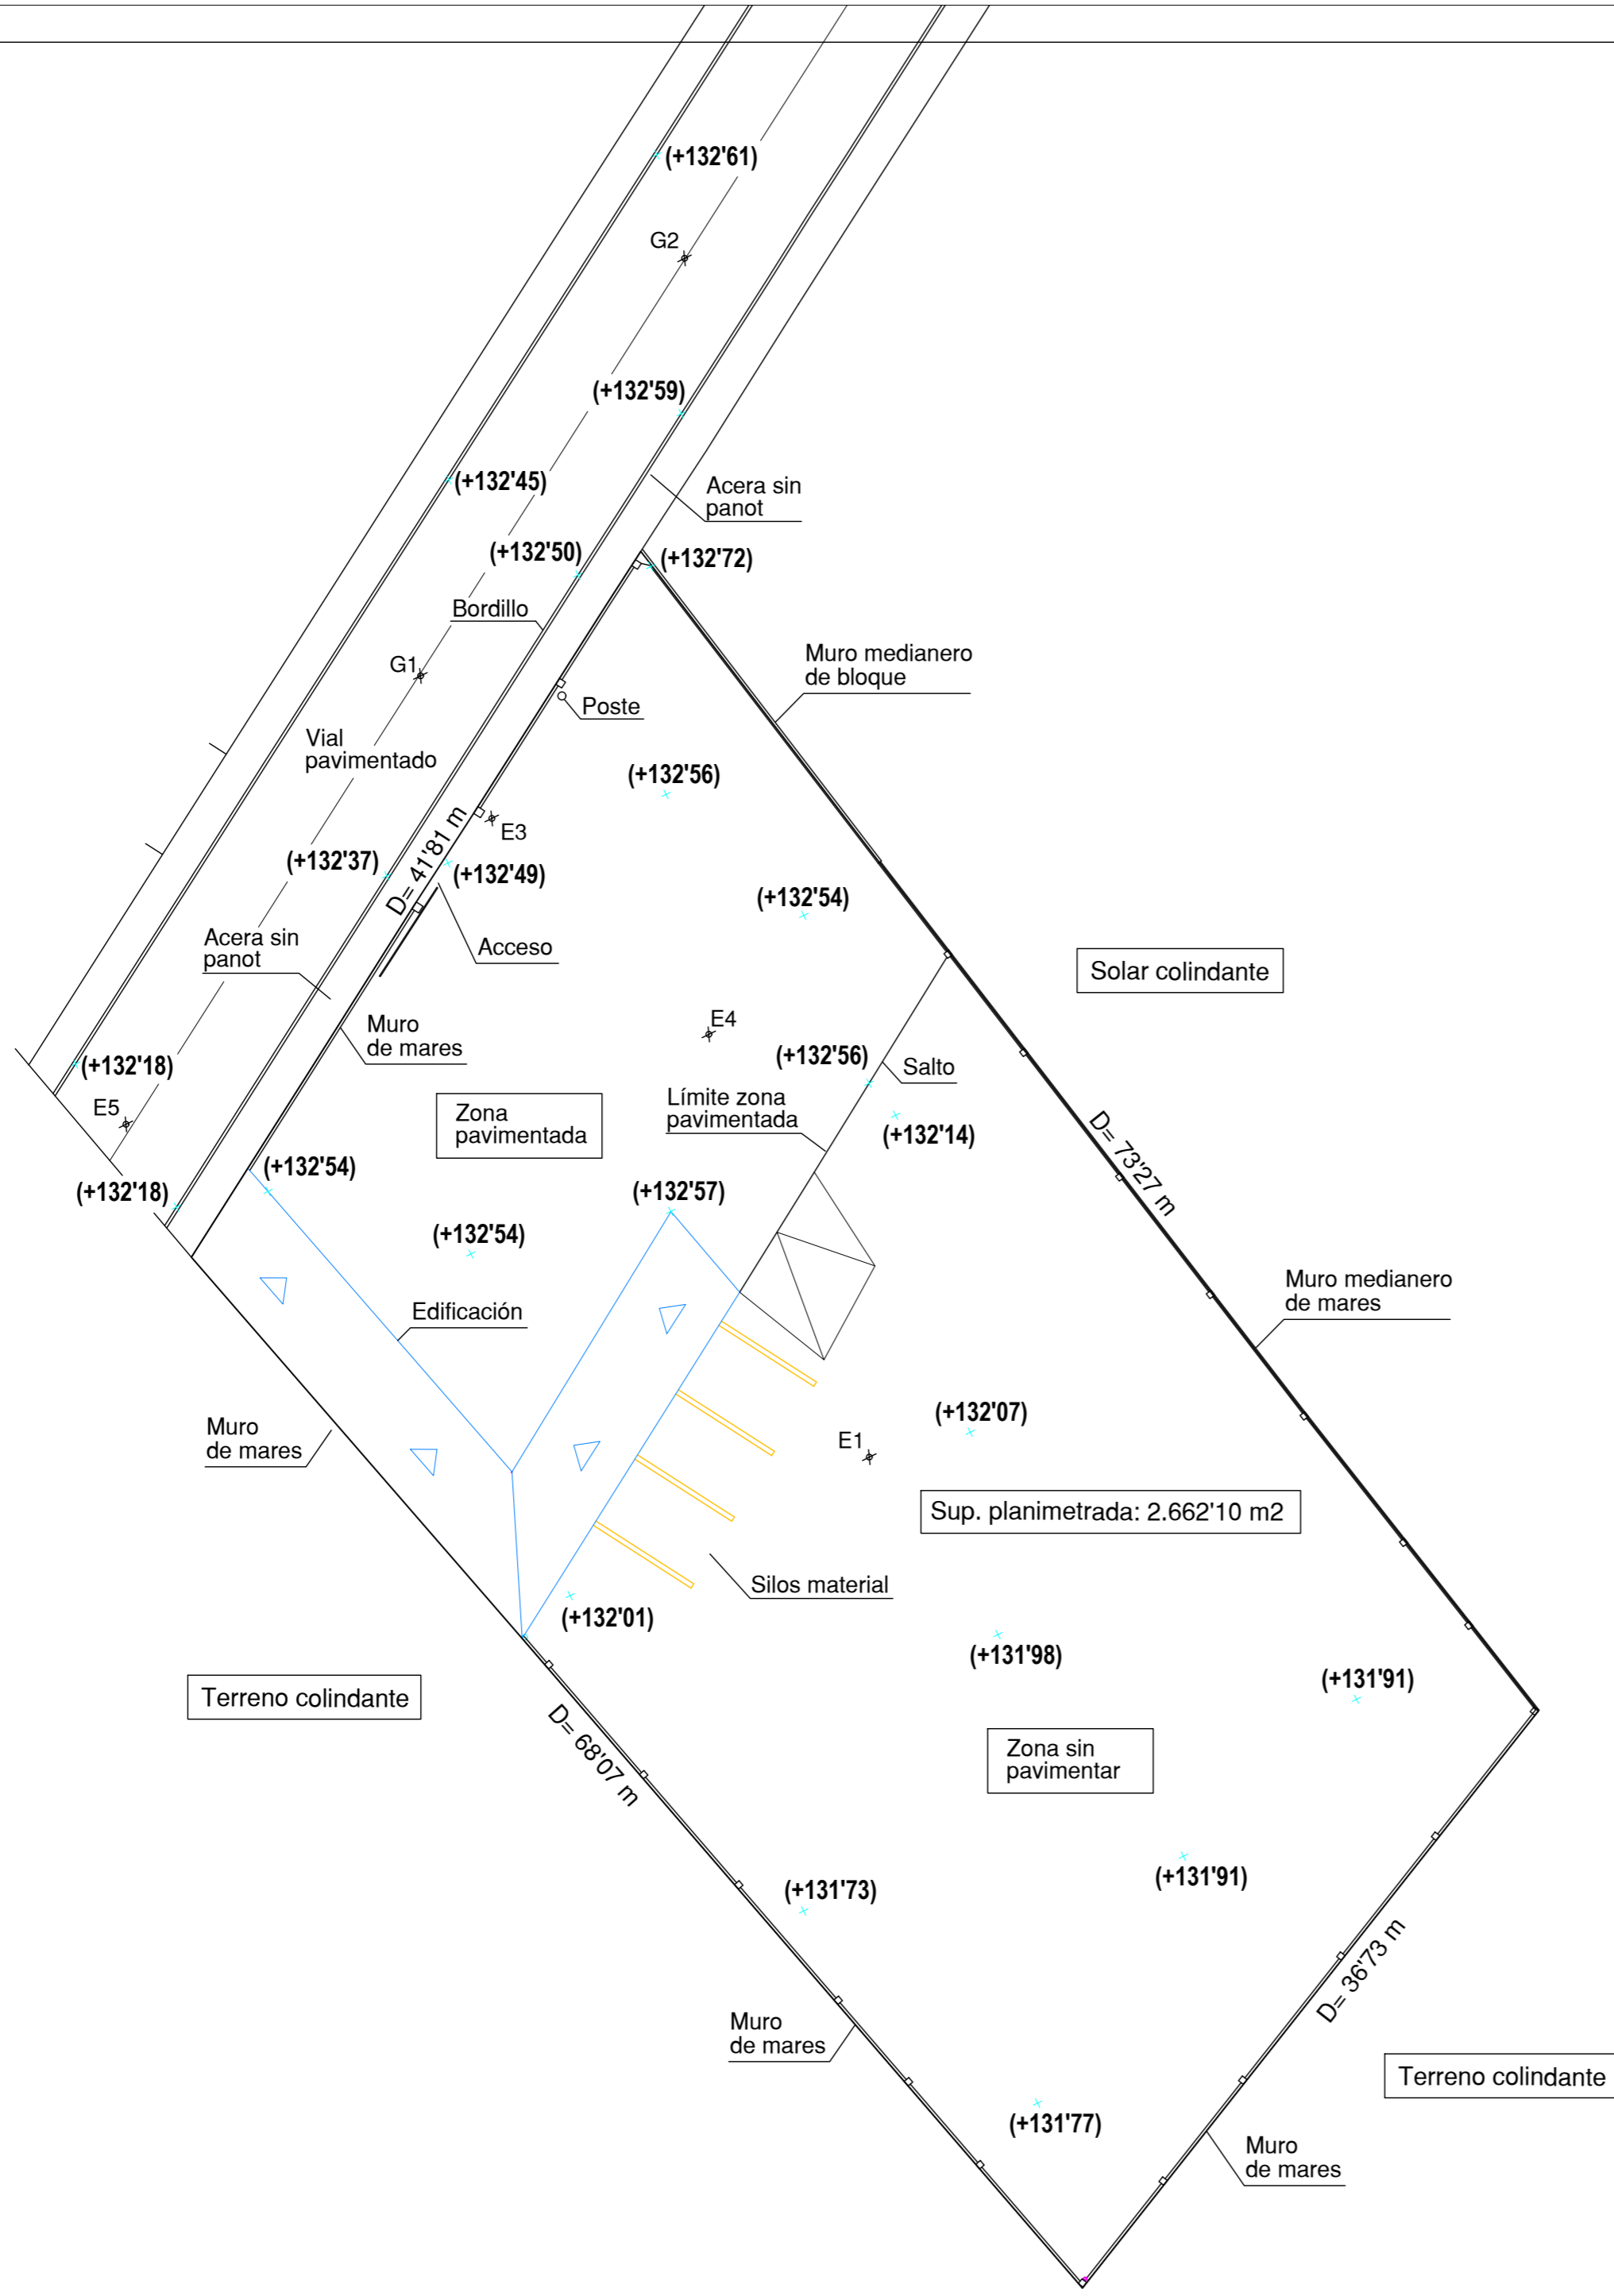 (+132'61)
G2
(+132'59)
(+132'45)
Acera sin
panot
(+132'50)
(+132'72)
Bordillo
G1
Muro medianero
de bloque
Poste
Vial
pavimentado
(+132'56)
D= 41'81 m
E3
(+132'37)
(+132'49)
(+132'54)
Acera sin
panot
Acceso
Solar colindante
Muro
de mares
E4
(+132'56)
Salto
(+132'18)
E5
Límite zona
pavimentada
Zona
pavimentada
(+132'14)
D= 73'27 m
(+132'54)
(+132'18)
(+132'57)
(+132'54)
Edificación
Muro medianero
de mares
Muro
de mares
(+132'07)
E1
Sup. planimetrada: 2.662'10 m2
Silos material
(+132'01)
(+131'98)
(+131'91)
Terreno colindante
D= 68'07 m
Zona sin
pavimentar
(+131'91)
(+131'73)
D= 36'73 m
Muro
de mares
Terreno colindante
(+131'77)
Muro
de mares